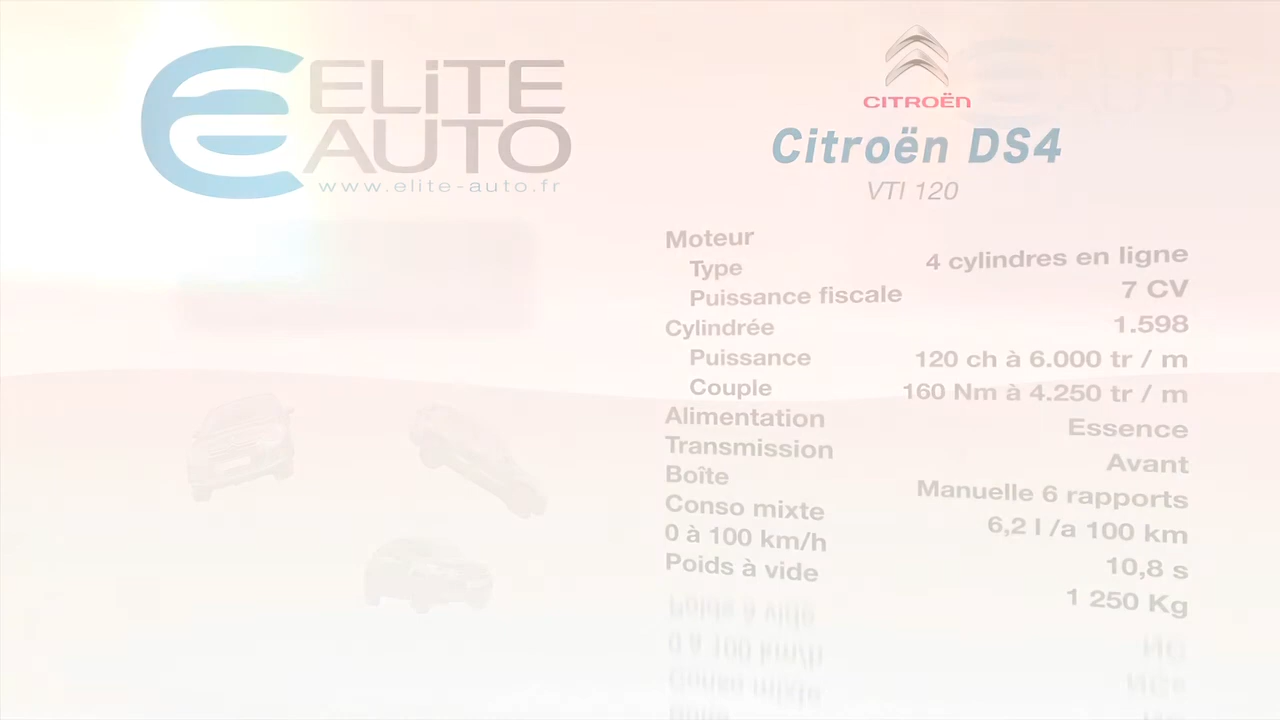 ELiTE
AUTO
www.elite-auto.fr
CITROËN
Citroën DS4
VTI 120
Moteur
Type 4 cylindres en ligne
Puissance fiscale 7 CV
Cylindrée 1.598
Puissance 120 ch à 6.000 tr / m
Couple 160 Nm à 4.250 tr / m
Alimentation Essence
Transmission Avant
Boîte Manuelle 6 rapports
Conso mixte 6,2 l /a 100 km
0 à 100 km/h 10,8 s
Poids à vide 1 250 Kg
ELiTE
AUTO